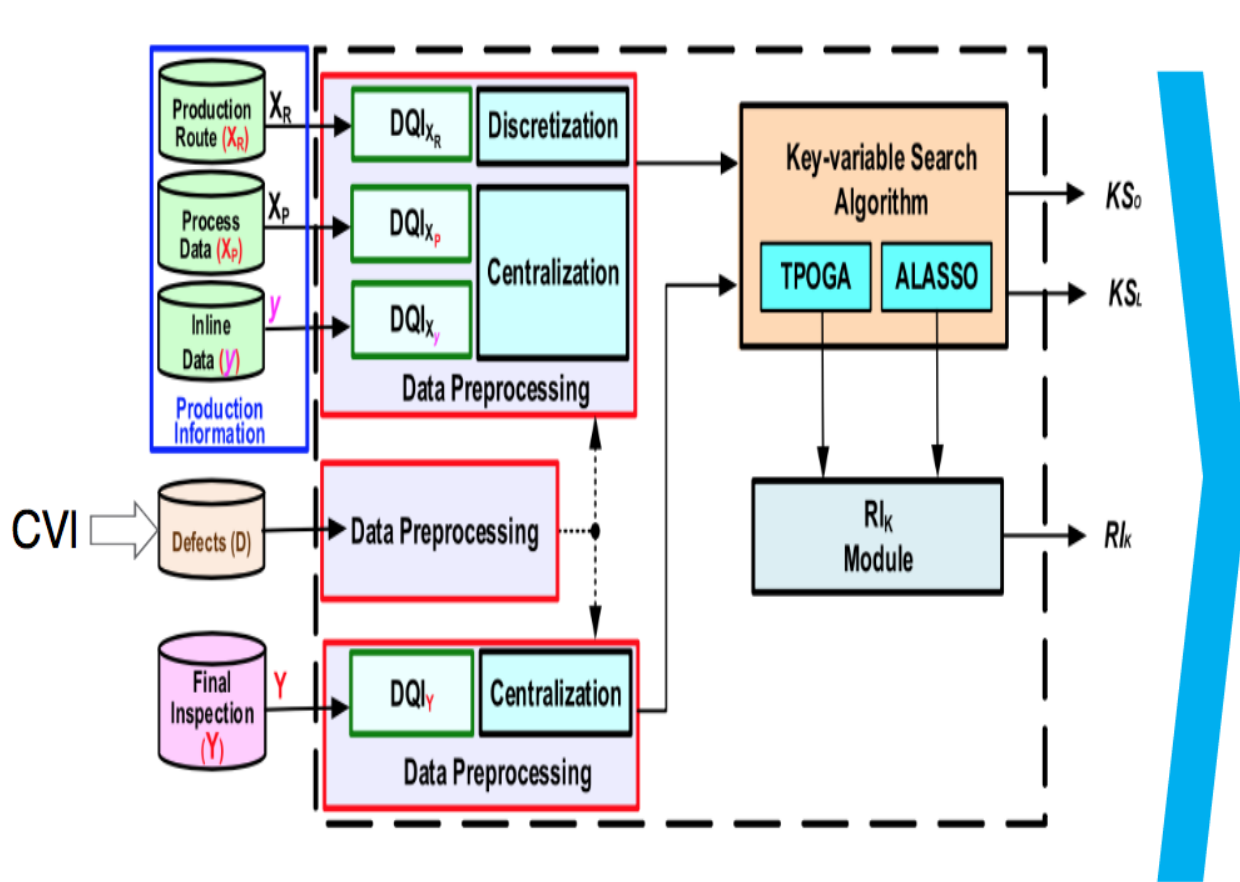 Production
Route (XR)
XR
DQIXR
Discretization
Process
Data (XP)
XP
DQIXP
Centralization
Inline
Data (y)
y
DQIXy
Data Preprocessing
Production
Information
Key-variable Search
Algorithm
TPOGA
ALASSO
KSO
KSL
CVI
Defects (D)
Data Preprocessing
RIK
Module
RIK
Final
Inspection
(Y)
Y
DQIY
Centralization
Data Preprocessing